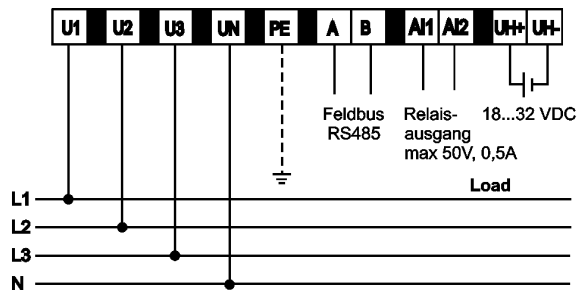 U1 U2 U3 UN PE A B AI1 AI2 UH+ UH-
Feldbus Relais- 18...32 VDC
RS485 ausgang
max 50V, 0,5A
Load
L1
L2
L3
N